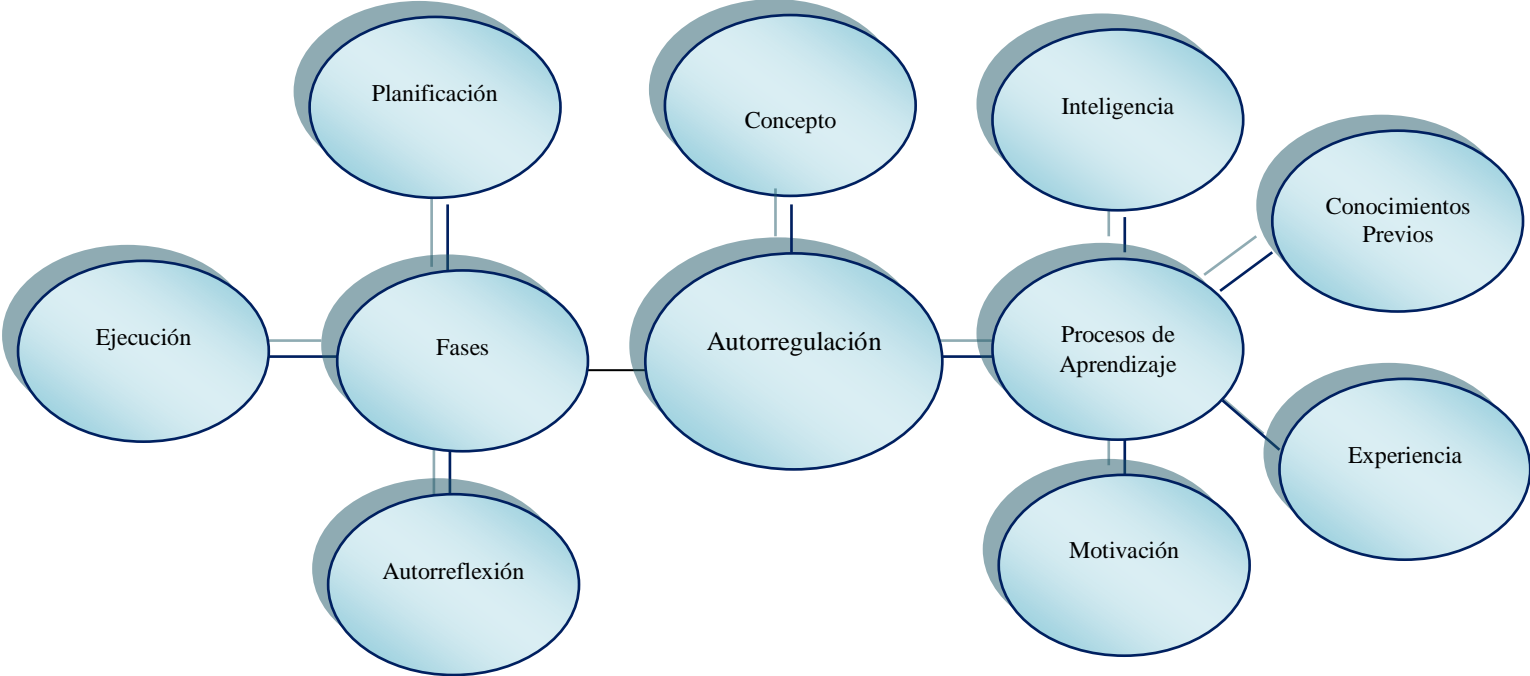 Planificación
Concepto
Inteligencia
Conocimientos
Previos
Ejecución
Fases
Autorregulación
Procesos de
Aprendizaje
Experiencia
Autorreflexión
Motivación